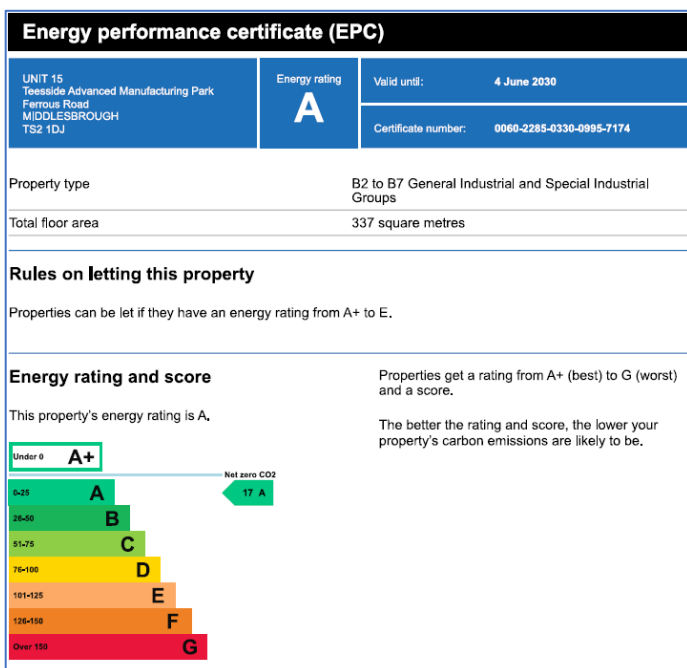 Energy performance certificate (EPC)
UNIT 15
Teesside Advanced Manufacturing Park
Ferrous Road
MIDDLESBROUGH
TS2 1DJ
Energy rating
A
Valid until:
4 June 2030
Certificate number:
0060-2285-0330-0995-7174
Property type
B2 to B7 General Industrial and Special Industrial
Groups
Total floor area
337 square metres
Rules on letting this property
Properties can be let if they have an energy rating from A+ to E.
Energy rating and score
This property's energy rating is A.
Properties get a rating from A+ (best) to G (worst)
and a score.
The better the rating and score, the lower your
property's carbon emissions are likely to be.
Under 0 A+
Net zero CO2
0-25 A
17 A
26-50 B
51-75 C
76-100 D
101-125 E
126-150 F
Over 150 G